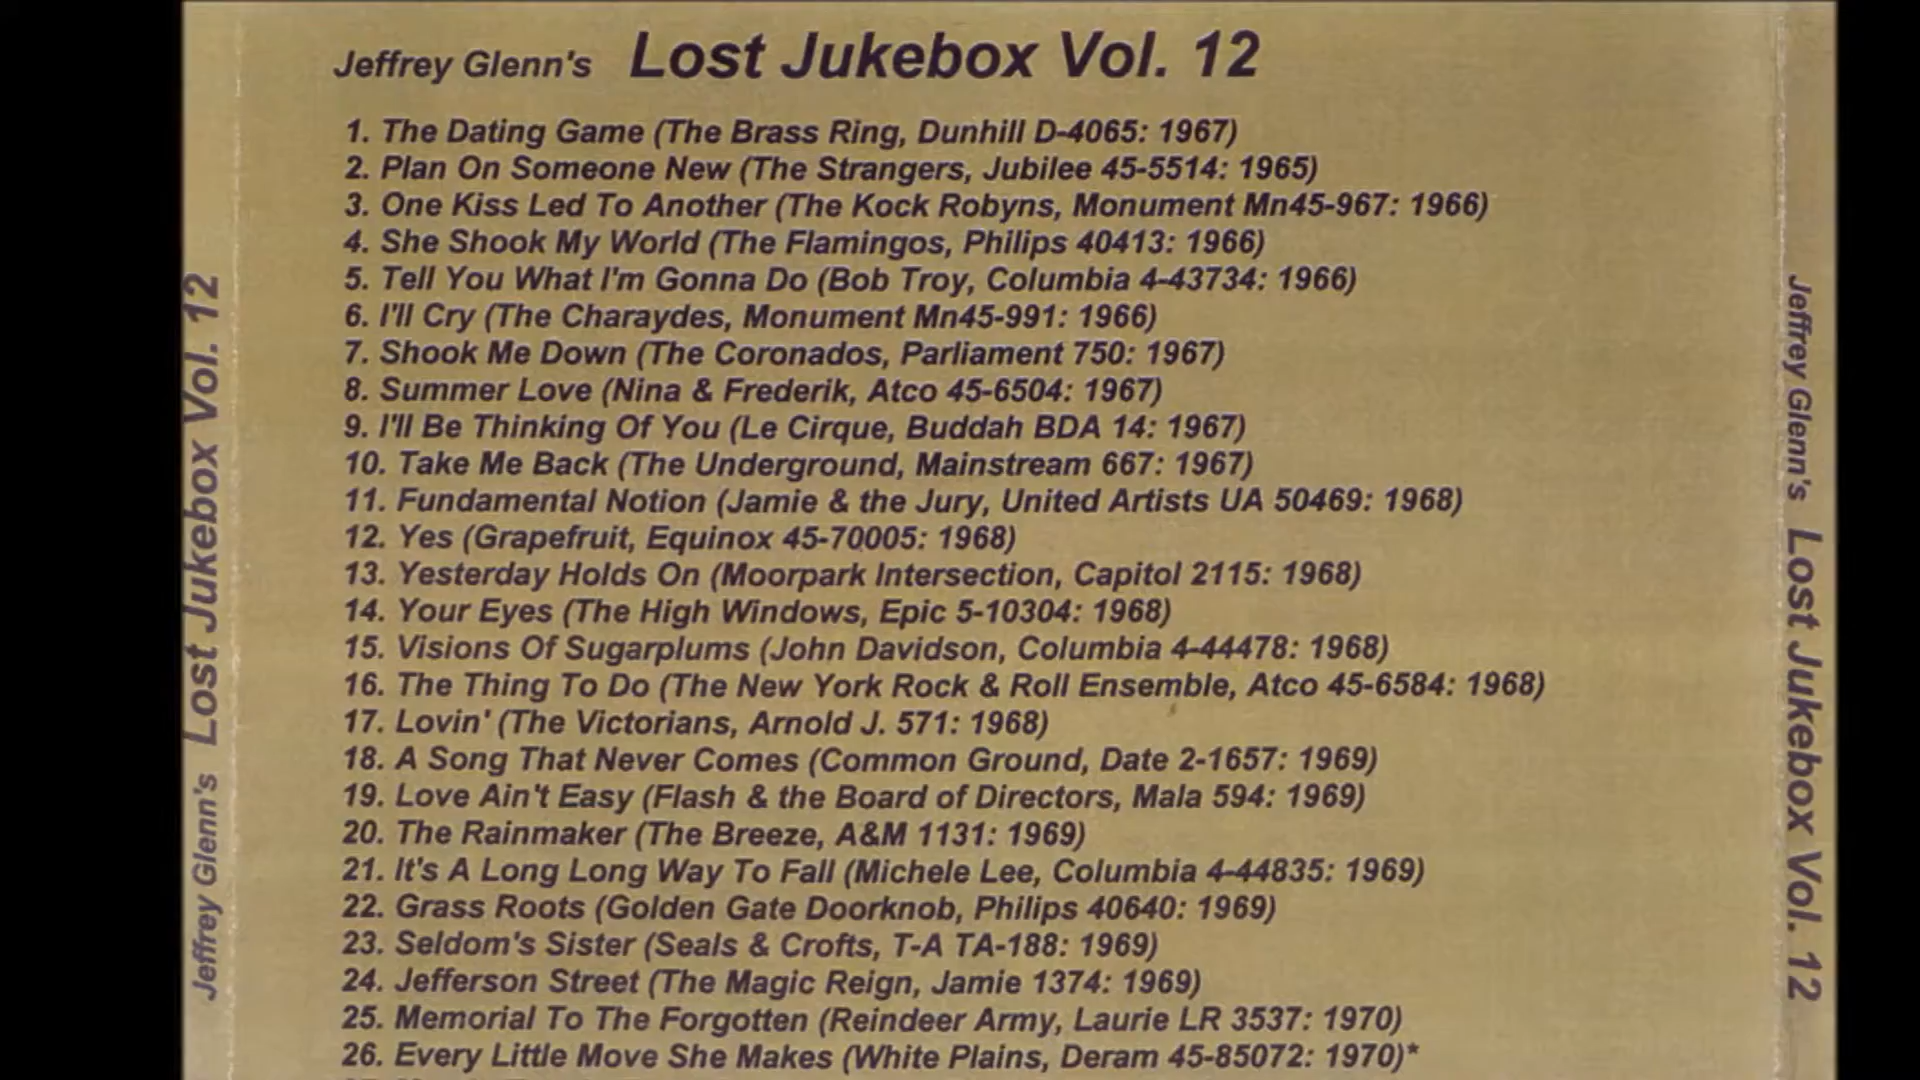 Jeffrey Glenn's Lost Jukebox Vol. 12
1. The Dating Game (The Brass Ring, Dunhill D-4065: 1967)
2. Plan On Someone New (The Strangers, Jubilee 45-5514: 1965)
3. One Kiss Led To Another (The Kock Robyns, Monument Mn45-967: 1966)
4. She Shook My World (The Flamingos, Philips 40413: 1966)
5. Tell You What I'm Gonna Do (Bob Troy, Columbia 4-43734: 1966)
6. I'll Cry (The Charaydes, Monument Mn45-991: 1966)
7. Shook Me Down (The Coronados, Parliament 750: 1967)
8. Summer Love (Nina & Frederik, Atco 45-6504: 1967)
9. I'll Be Thinking Of You (Le Cirque, Buddah BDA 14: 1967)
10. Take Me Back (The Underground, Mainstream 667: 1967)
11. Fundamental Notion (Jamie & the Jury, United Artists UA 50469: 1968)
12. Yes (Grapefruit, Equinox 45-70005: 1968)
13. Yesterday Holds On (Moorpark Intersection, Capitol 2115: 1968)
14. Your Eyes (The High Windows, Epic 5-10304: 1968)
15. Visions Of Sugarplums (John Davidson, Columbia 4-44478: 1968)
16. The Thing To Do (The New York Rock & Roll Ensemble, Atco 45-6584: 1968)
17. Lovin' (The Victorians, Arnold J. 571: 1968)
18. A Song That Never Comes (Common Ground, Date 2-1657: 1969)
19. Love Ain't Easy (Flash & the Board of Directors, Mala 594: 1969)
20. The Rainmaker (The Breeze, A&M 1131: 1969)
21. It's A Long Long Way To Fall (Michele Lee, Columbia 4-44835: 1969)
22. Grass Roots (Golden Gate Doorknob, Philips 40640: 1969)
23. Seldom's Sister (Seals & Crofts, T-A TA-188: 1969)
24. Jefferson Street (The Magic Reign, Jamie 1374: 1969)
25. Memorial To The Forgotten (Reindeer Army, Laurie LR 3537: 1970)
26. Every Little Move She Makes (White Plains, Deram 45-85072: 1970)*
Jeffrey Glenn's Lost Jukebox Vol. 12
Jeffrey Glenn's Lost Jukebox Vol. 12